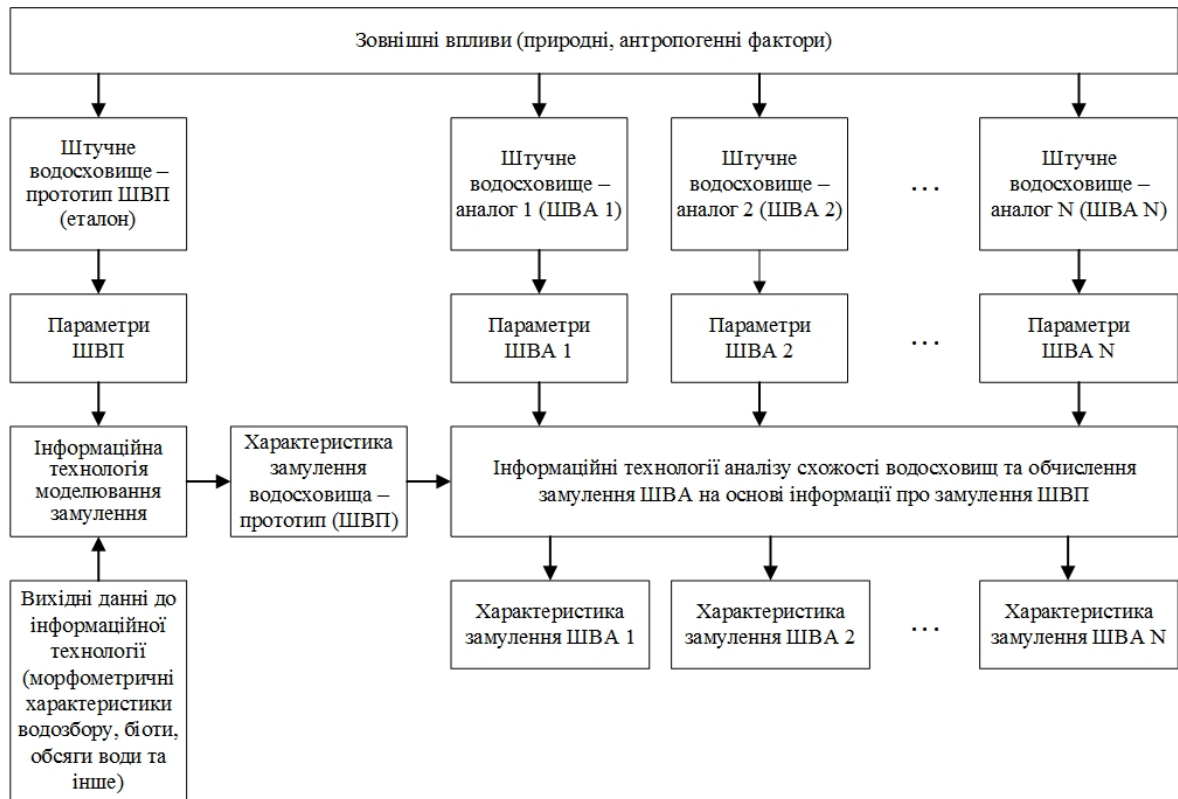 Зовнішні впливи (природні, антропогенні фактори)
Штучне
водосховище –
прототип ШВП
(еталон)
Штучне
водосховище –
аналог 1 (ШВА 1)
Штучне
водосховище –
аналог 2 (ШВА 2)
...
Штучне
водосховище –
аналог N (ШВА N)
Параметри
ШВП
Параметри
ШВА 1
Параметри
ШВА 2
...
Параметри
ШВА N
Інформаційна
технологія
моделювання
замулення
Характеристика
замулення
водосховища –
прототип (ШВП)
Інформаційні технології аналізу схожості водосховищ та обчислення
замулення ШВА на основі інформації про замулення ШВП
Вихідні данні до
інформаційної
технології
(морфометричні
характеристики
водозбору, біоти,
обсяги води та
інше)
Характеристика
замулення ШВА 1
Характеристика
замулення ШВА 2
...
Характеристика
замулення ШВА N